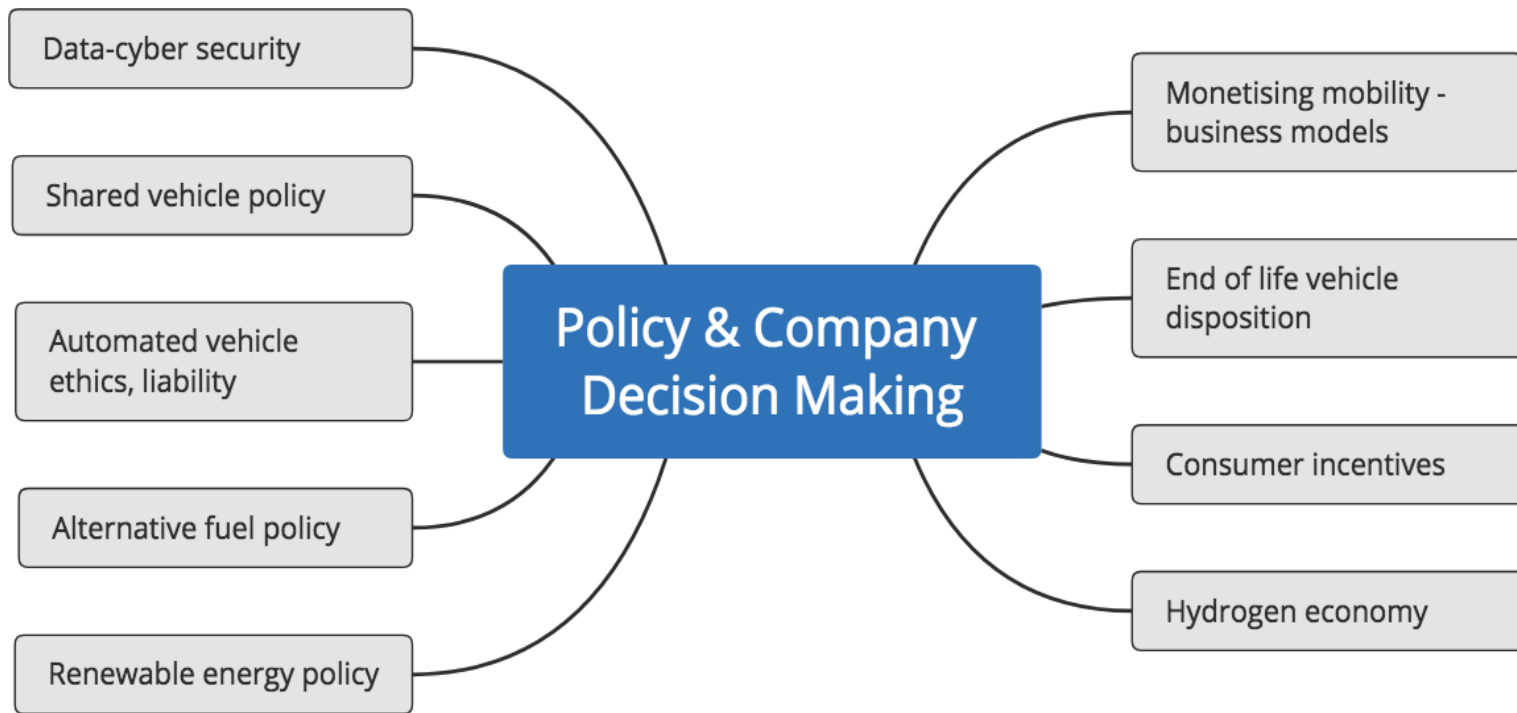 Data-cyber security
Shared vehicle policy
Automated vehicle
ethics, liability
Alternative fuel policy
Renewable energy policy
Policy & Company
Decision Making
Monetising mobility -
business models
End of life vehicle
disposition
Consumer incentives
Hydrogen economy